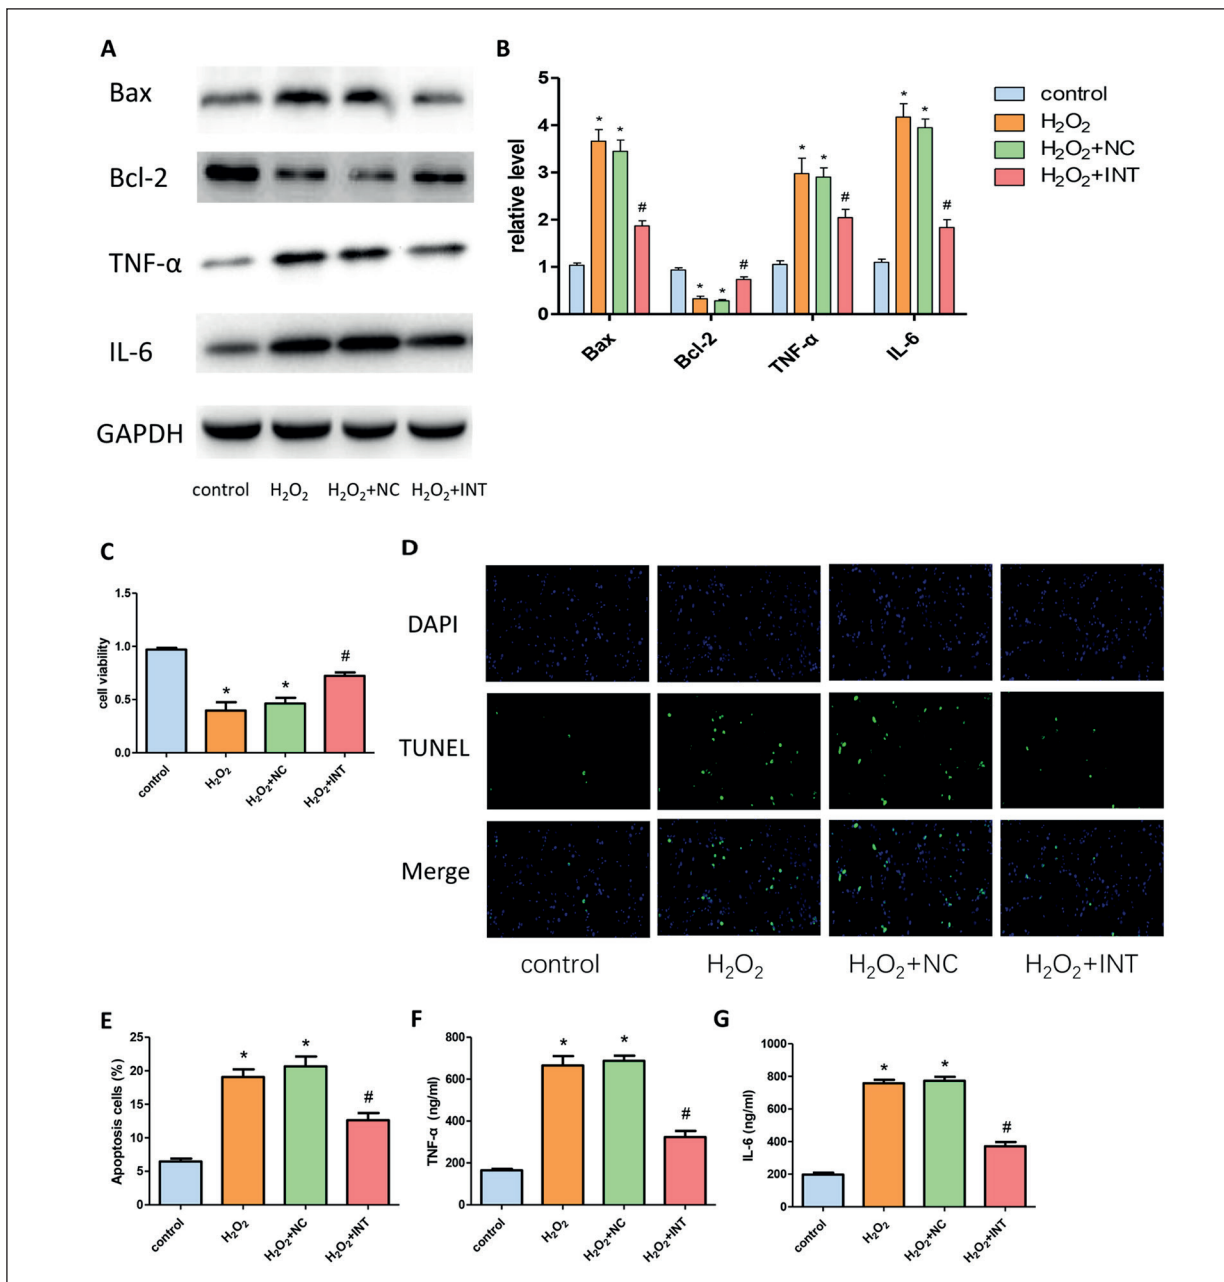 A
Bax
Bcl-2
TNF-α
IL-6
GAPDH
control H₂O₂ H₂O₂+NC H₂O₂+INT
B
relative level
5
4
3
2
1
0
* * #
* * #
* * #
* * #
Bax Bcl-2 TNF-α IL-6
control
H₂O₂
H₂O₂+NC
H₂O₂+INT
C
cell viability
1.5
1.0
0.5
0.0
* * #
control H₂O₂ H₂O₂+NC H₂O₂+INT
D
DAPI
TUNEL
Merge
control H₂O₂ H₂O₂+NC H₂O₂+INT
E
Apoptosis cells (%)
25
20
15
10
5
0
* * #
control H₂O₂ H₂O₂+NC H₂O₂+INT
F
TNF-α (ng/ml)
800
600
400
200
0
* * #
control H₂O₂ H₂O₂+NC H₂O₂+INT
G
IL-6 (ng/ml)
1000
800
600
400
200
0
* * #
control H₂O₂ H₂O₂+NC H₂O₂+INT